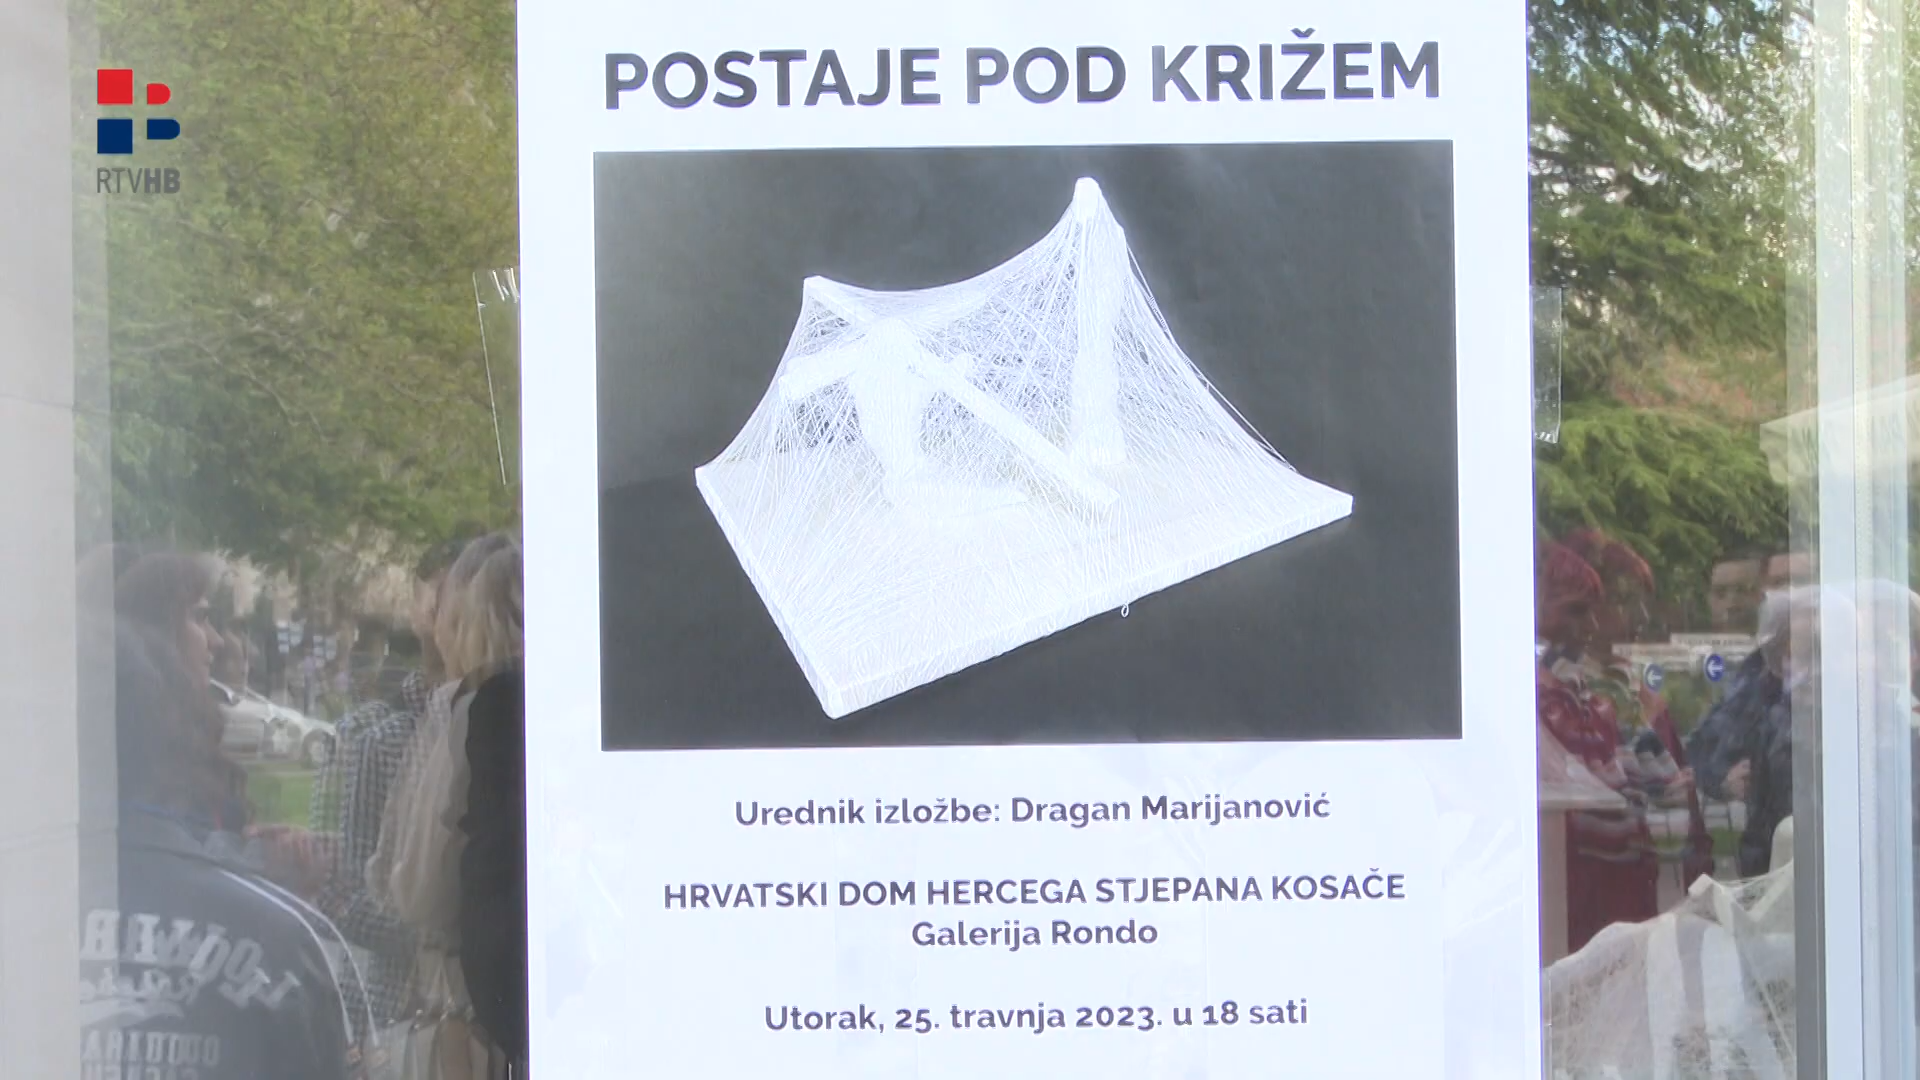 RTVHB
POSTAJE POD KRIŽEM
Urednik izložbe: Dragan Marijanović
HRVATSKI DOM HERCEGA STJEPANA KOSAČE
Galerija Rondo
Utorak, 25. travnja 2023. u 18 sati